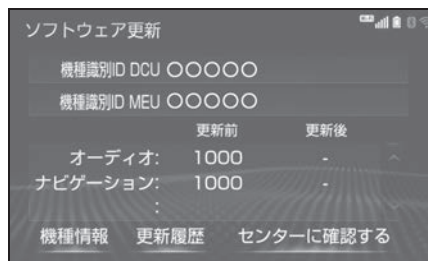 ソフトウェア更新
機種識別ID DCU 〇〇〇〇〇
機種識別ID MEU 〇〇〇〇〇
更新前 更新後
オーディオ: 1000 -
ナビゲーション: 1000 -
:
機種情報 更新履歴 センターに確認する